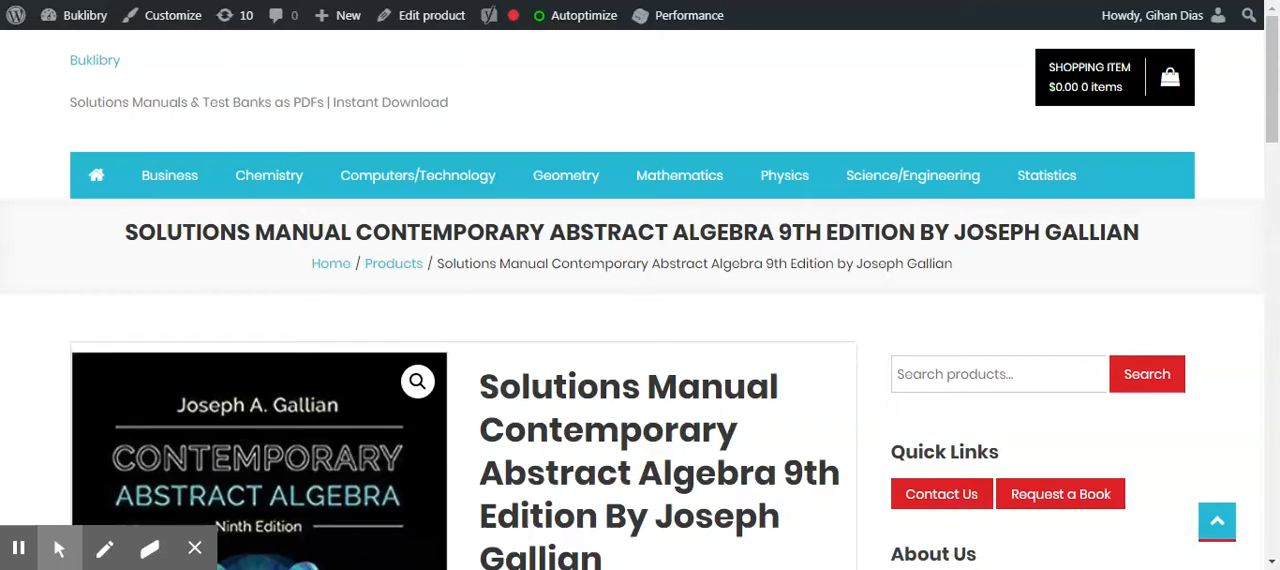 Buklibry
Customize
10
0
New
Edit product
Autoptimize
Performance
Howdy, Gihan Dias
Buklibry
Solutions Manuals & Test Banks as PDFs | Instant Download
SHOPPING ITEM
$0.00 0 items
Business
Chemistry
Computers/Technology
Geometry
Mathematics
Physics
Science/Engineering
Statistics
SOLUTIONS MANUAL CONTEMPORARY ABSTRACT ALGEBRA 9TH EDITION BY JOSEPH GALLIAN
Home / Products / Solutions Manual Contemporary Abstract Algebra 9th Edition by Joseph Gallian
Joseph A. Gallian
CONTEMPORARY
ABSTRACT ALGEBRA
Ninth Edition
Solutions Manual
Contemporary
Abstract Algebra 9th
Edition By Joseph
Gallian
Search products...
Search
Quick Links
Contact Us
Request a Book
About Us